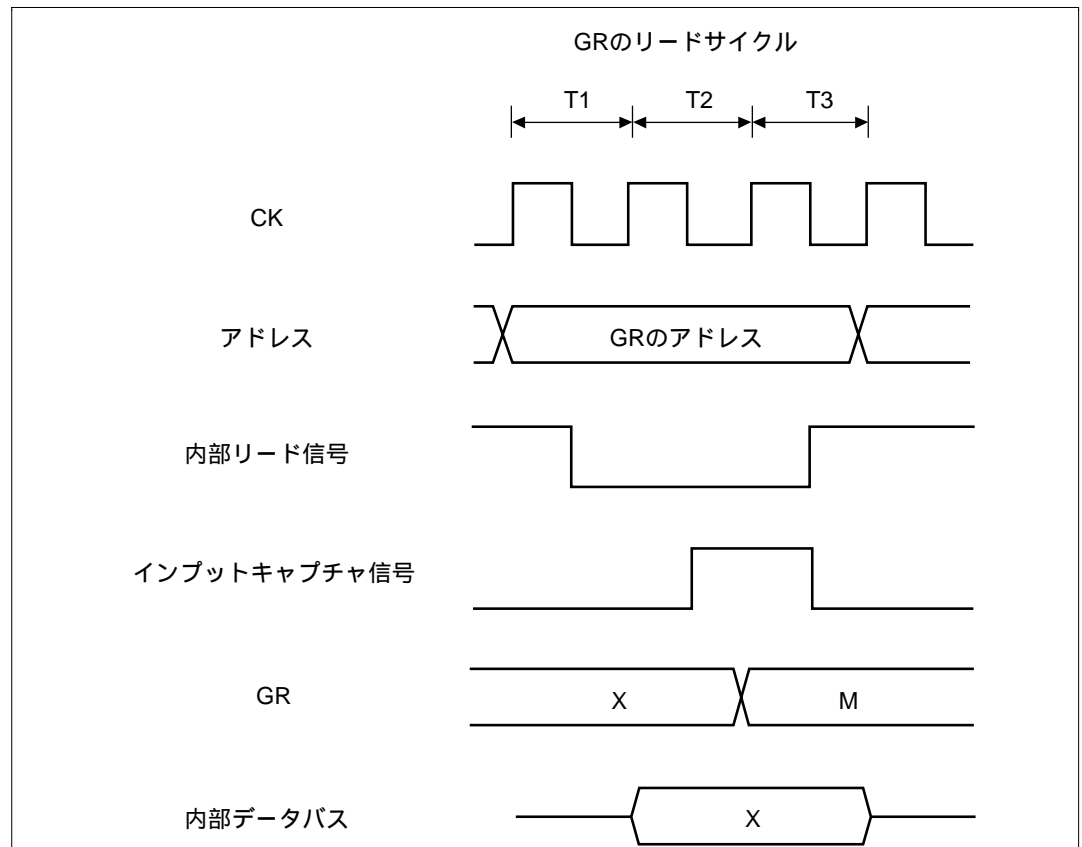 GRのリードサイクル
T1 T2 T3
CK
アドレス GRのアドレス
内部リード信号
インプットキャプチャ信号
GR X M
内部データバス X